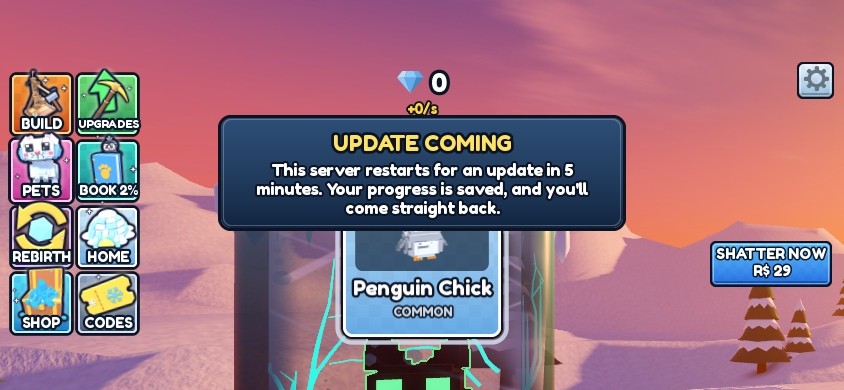 0
+0/s
UPDATE COMING
This server restarts for an update in 5
minutes. Your progress is saved, and you'll
come straight back.
BUILD
UPGRADES
PETS
BOOK 2%
REBIRTH
HOME
SHOP
CODES
Penguin Chick
COMMON
SHATTER NOW
R$ 29